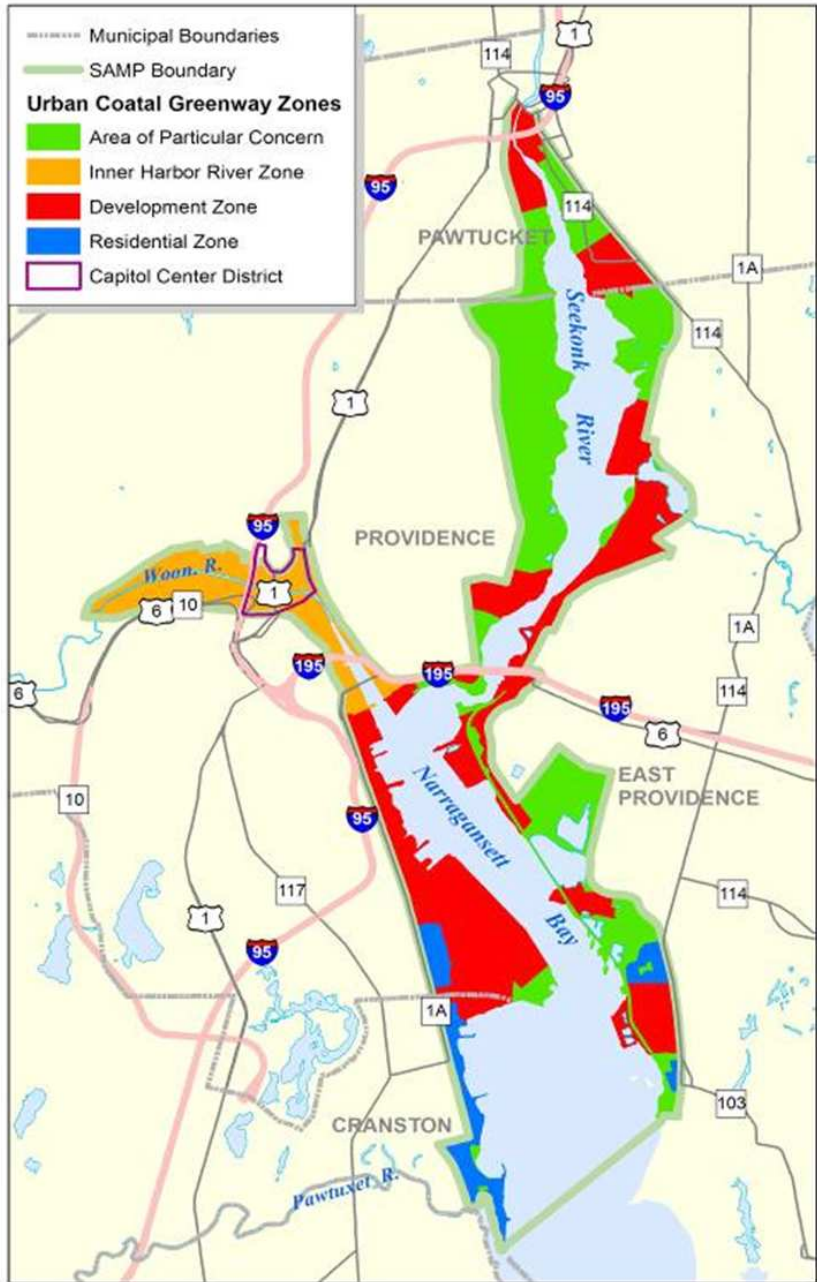 Municipal Boundaries
SAMP Boundary
Urban Coatal Greenway Zones
Area of Particular Concern
Inner Harbor River Zone
Development Zone
Residential Zone
Capitol Center District
1
114
95
95
114
PAWTUCKET
1A
Seekonk
River
114
1
95
PROVIDENCE
Woon. R.
1
6
10
1A
195
195
114
6
195
6
EAST
PROVIDENCE
10
Narragansett
Bay
95
117
114
1
95
1A
103
CRANSTON
Pawtuxet R.